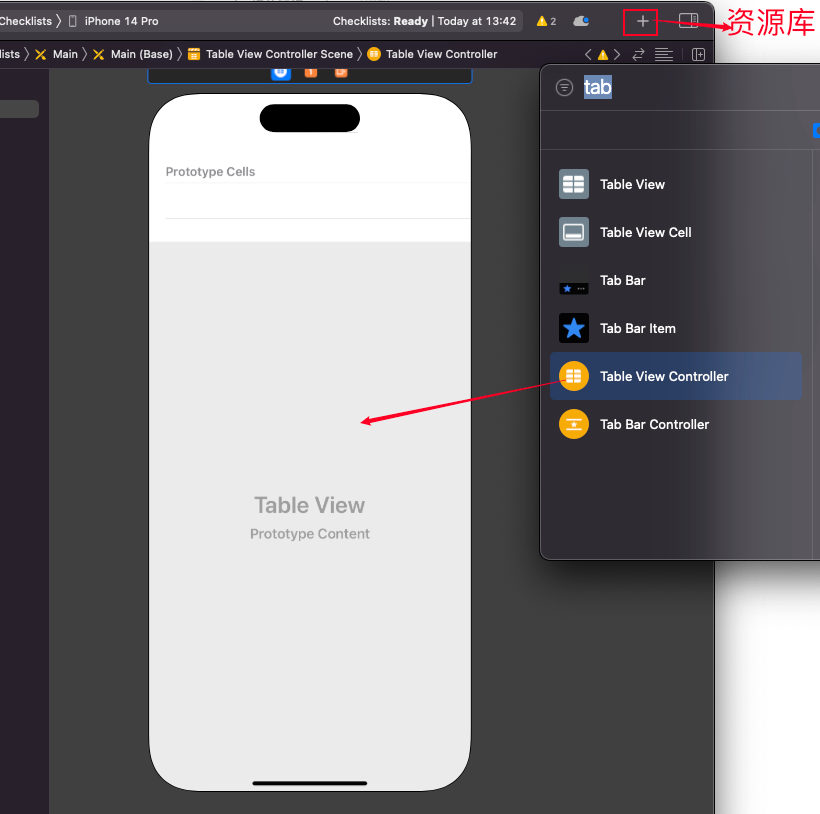 Checklists 〉 iPhone 14 Pro
Checklists: Ready | Today at 13:42
2
资源库
lists 〉 Main 〉 Main (Base) 〉 Table View Controller Scene 〉 Table View Controller
tab
Prototype Cells
Table View
Table View Cell
Tab Bar
Tab Bar Item
Table View Controller
Tab Bar Controller
Table View
Prototype Content